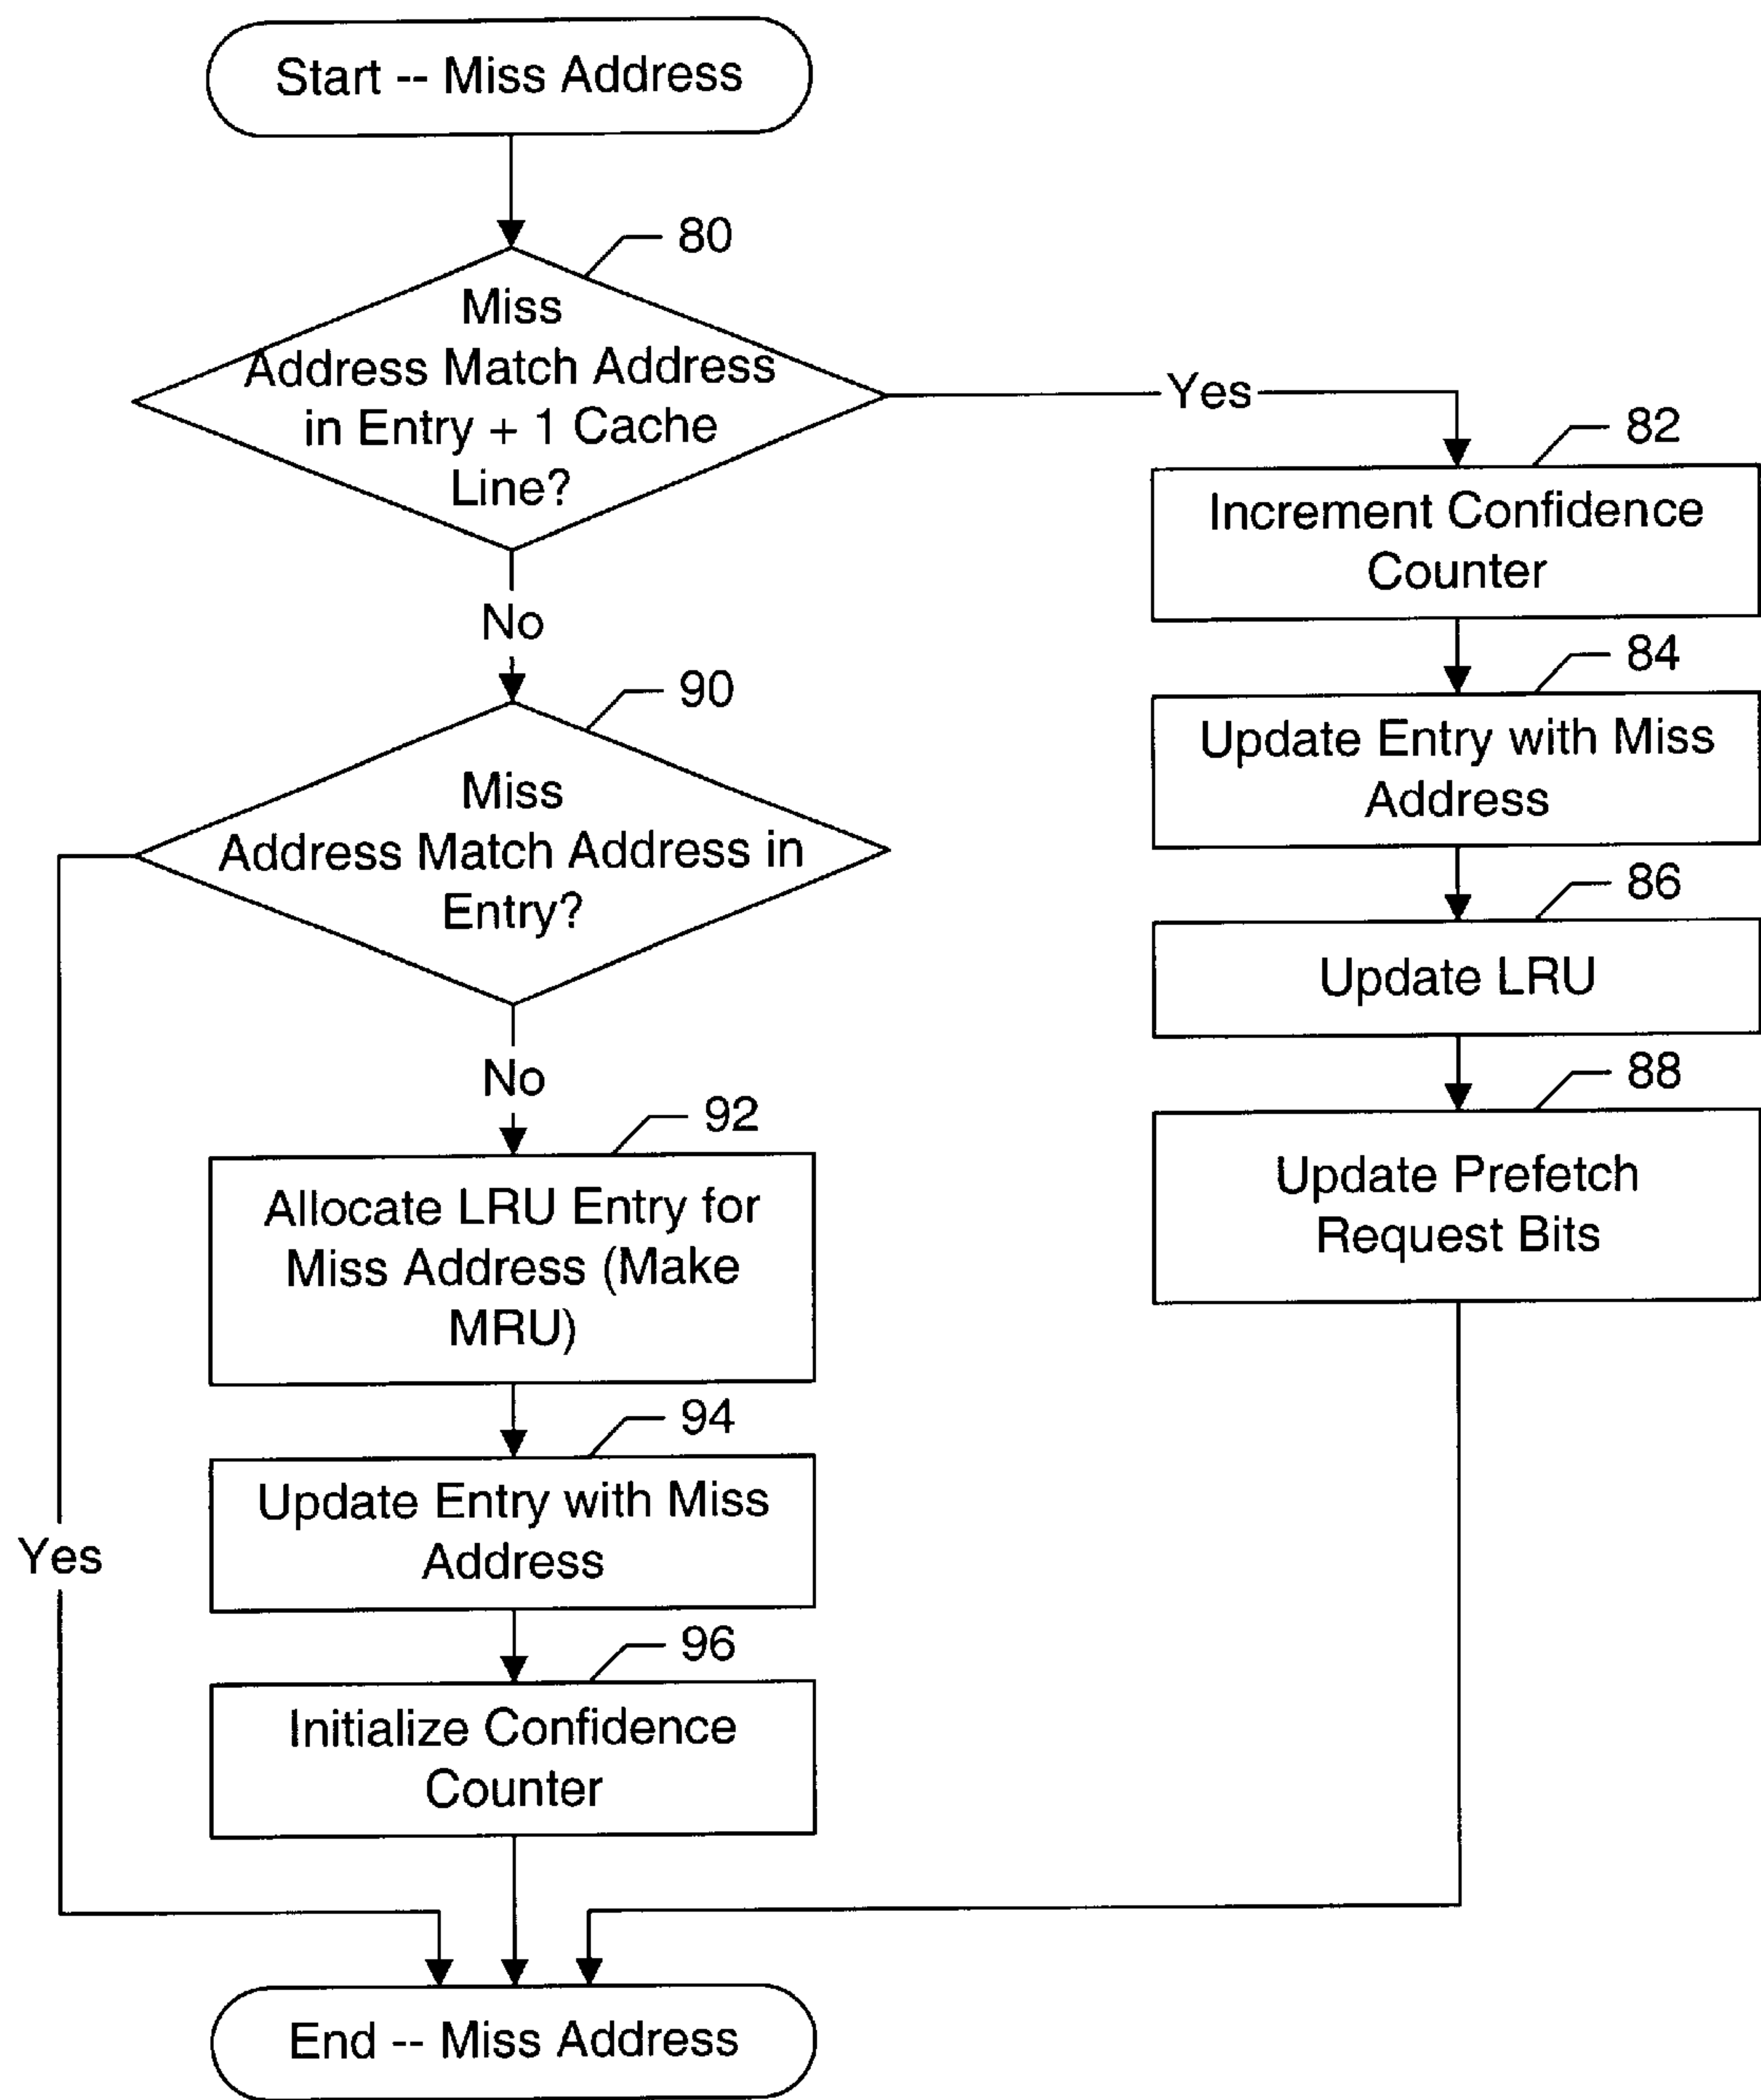 Start -- Miss Address
80
Miss
Address Match Address
in Entry + 1 Cache
Line?
Yes
82
Increment Confidence
Counter
No
84
Update Entry with Miss
Address
90
Miss
Address Match Address in
Entry?
86
Update LRU
88
Update Prefetch
Request Bits
No
92
Allocate LRU Entry for
Miss Address (Make
MRU)
94
Update Entry with Miss
Address
Yes
96
Initialize Confidence
Counter
End -- Miss Address